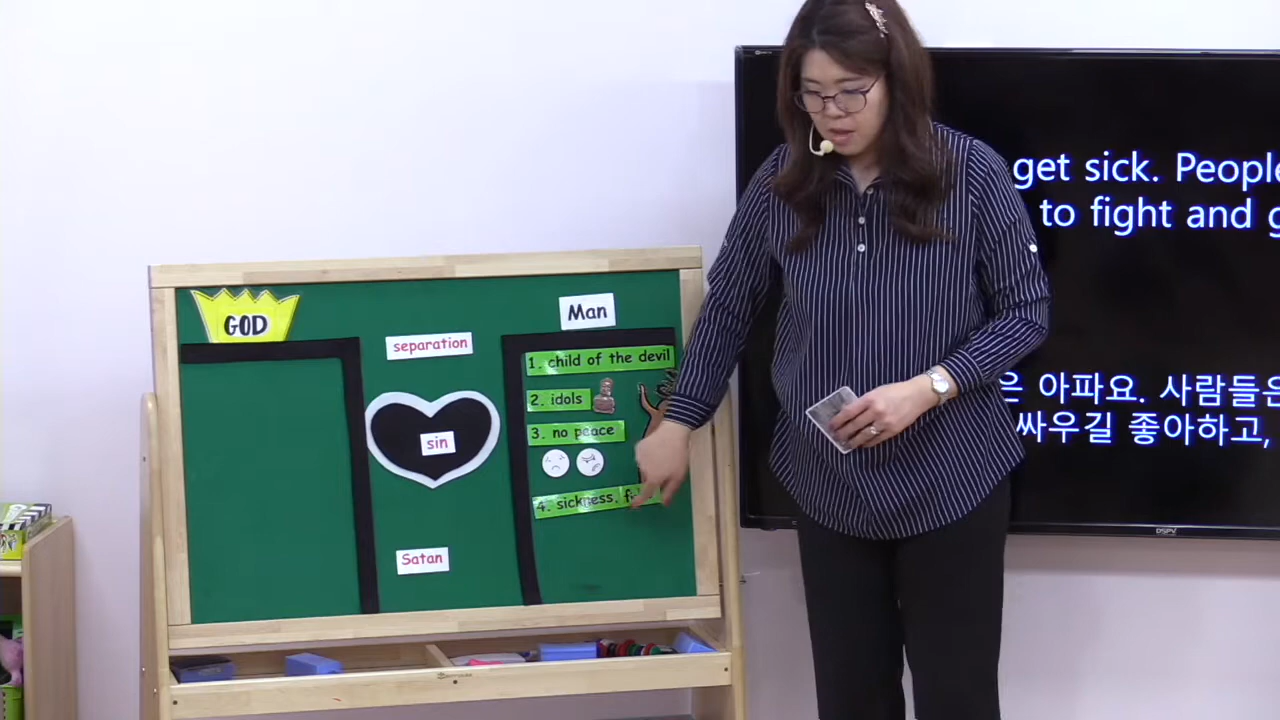 GOD
separation
sin
Satan
Man
1. child of the devil
2. idols
3. no peace
4. sickness.
get sick. People
to fight and g
은 아파요. 사람들은
싸우길 좋아하고,